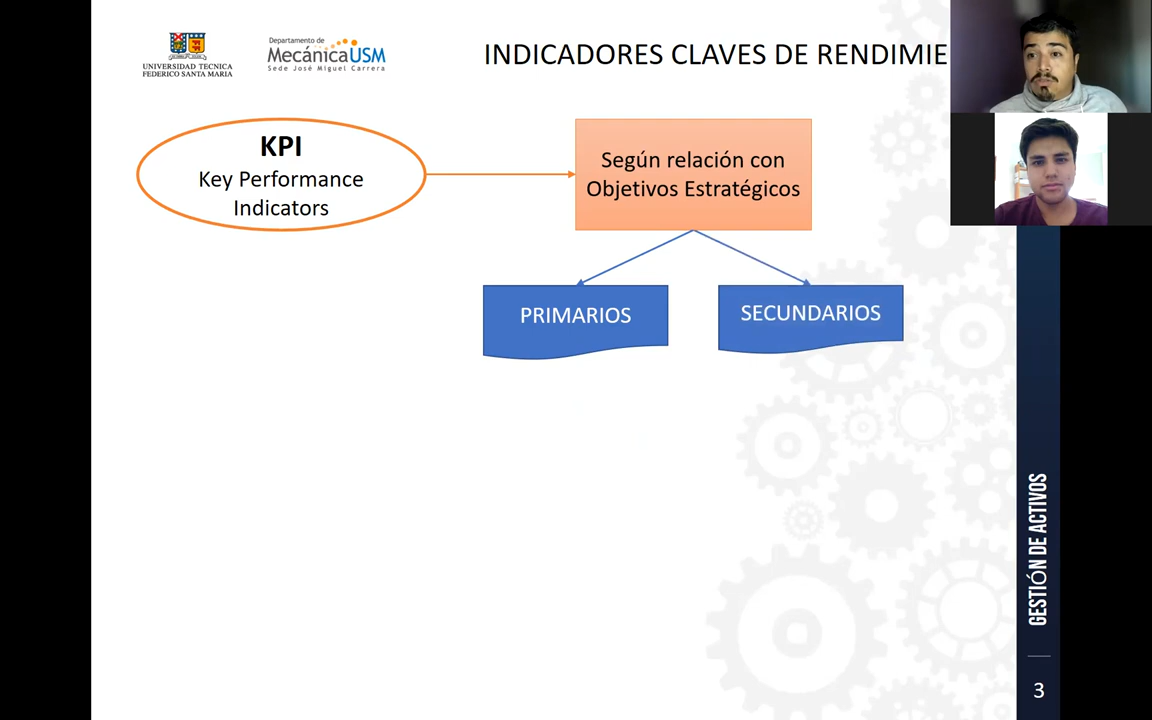 UNIVERSIDAD TECNICA
FEDERICO SANTA MARIA
Departamento de
MecánicaUSM
Sede José Miguel Carrera
INDICADORES CLAVES DE RENDIMIE
KPI
Key Performance
Indicators
Según relación con
Objetivos Estratégicos
PRIMARIOS
SECUNDARIOS
GESTIÓN DE ACTIVOS
3